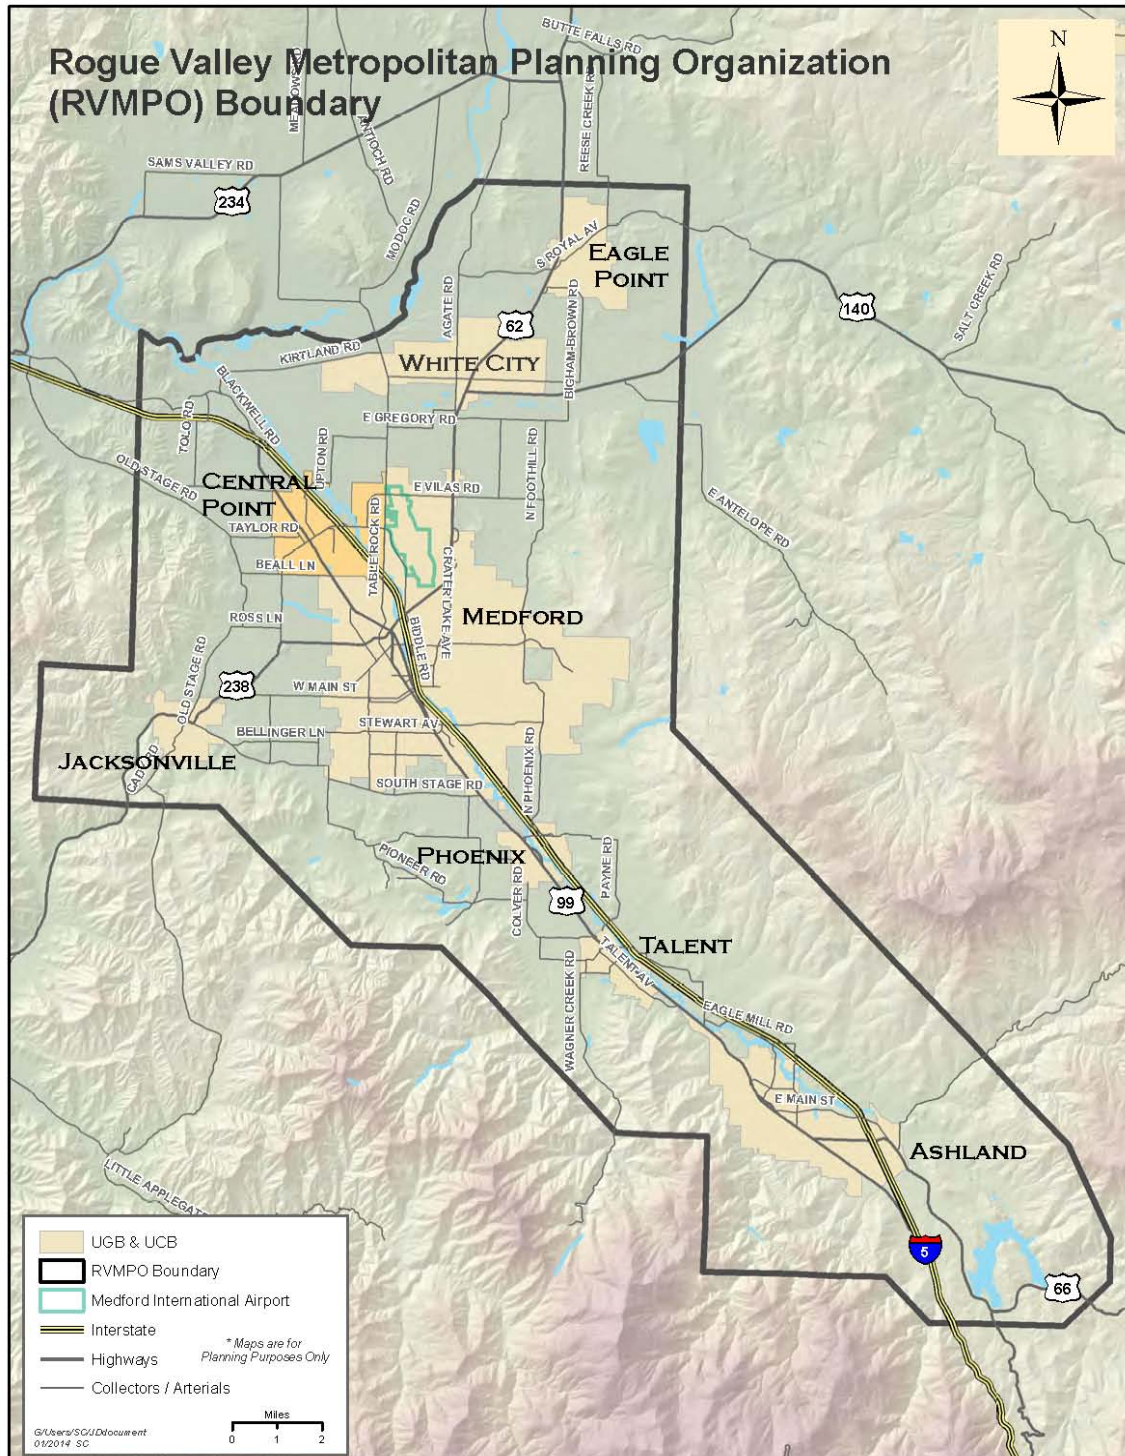 Rogue Valley Metropolitan Planning Organization
(RVMPO) Boundary
N
BUTTE FALLS RD
REESE CREEK RD
MEADOWS RD
ANTIOCH RD
SAMS VALLEY RD
234
MODOC RD
S ROYAL AV
EAGLE
POINT
SALT CREEK RD
140
AGATE RD
62
BIGHAM-BROWN RD
KIRTLAND RD
WHITE CITY
BLACKWELL RD
E GREGORY RD
TOLO RD
UPTON RD
N FOOTHILL RD
OLD STAGE RD
CENTRAL
POINT
E VILAS RD
E ANTELOPE RD
TAYLOR RD
TABLE ROCK RD
BEALL LN
CRATER LAKE AVE
ROSS LN
MEDFORD
BIDDLE RD
OLD STAGE RD
238
W MAIN ST
STEWART AV
BELLINGER LN
JACKSONVILLE
CADY RD
SOUTH STAGE RD
N PHOENIX RD
PHOENIX
PIONEER RD
PAYNE RD
COLVER RD
99
TALENT
TALENT AV
WAGNER CREEK RD
EAGLE MILL RD
E MAIN ST
ASHLAND
LITTLE APPLEGATE
5
66
UGB & UCB
RVMPO Boundary
Medford International Airport
Interstate
* Maps are for
Planning Purposes Only
Highways
Collectors / Arterials
Miles
0 1 2
G/Users/SC/JDdocument
01/2014 SC